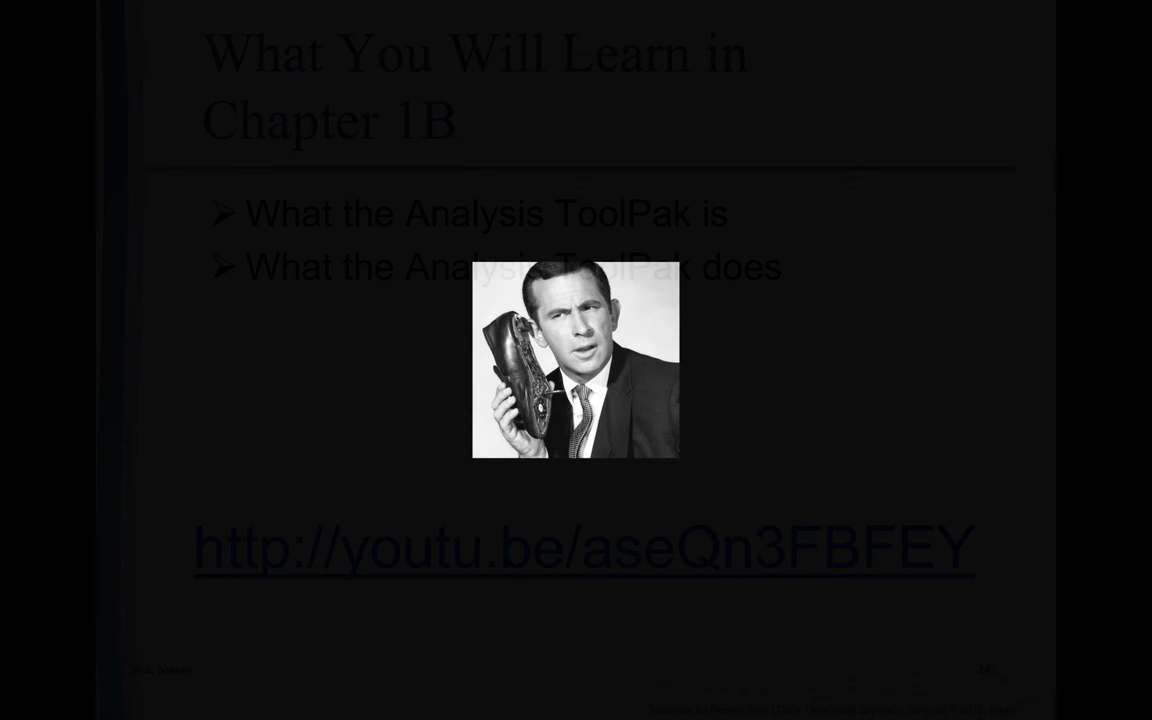 What You Will Learn in
Chapter 1B
➢ What the Analysis ToolPak is
➢ What the Analysis ToolPak does
http://youtu.be/aseQn3FBFEY
24